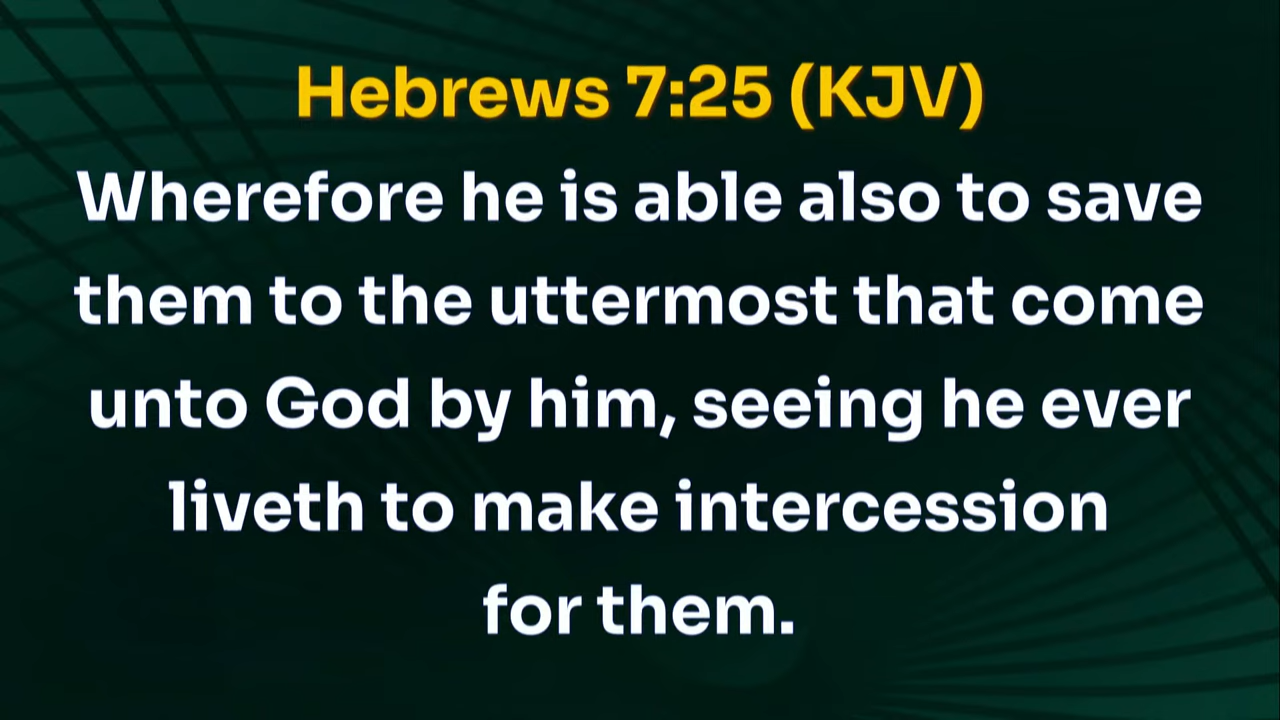 Hebrews 7:25 (KJV)
Wherefore he is able also to save
them to the uttermost that come
unto God by him, seeing he ever
liveth to make intercession
for them.